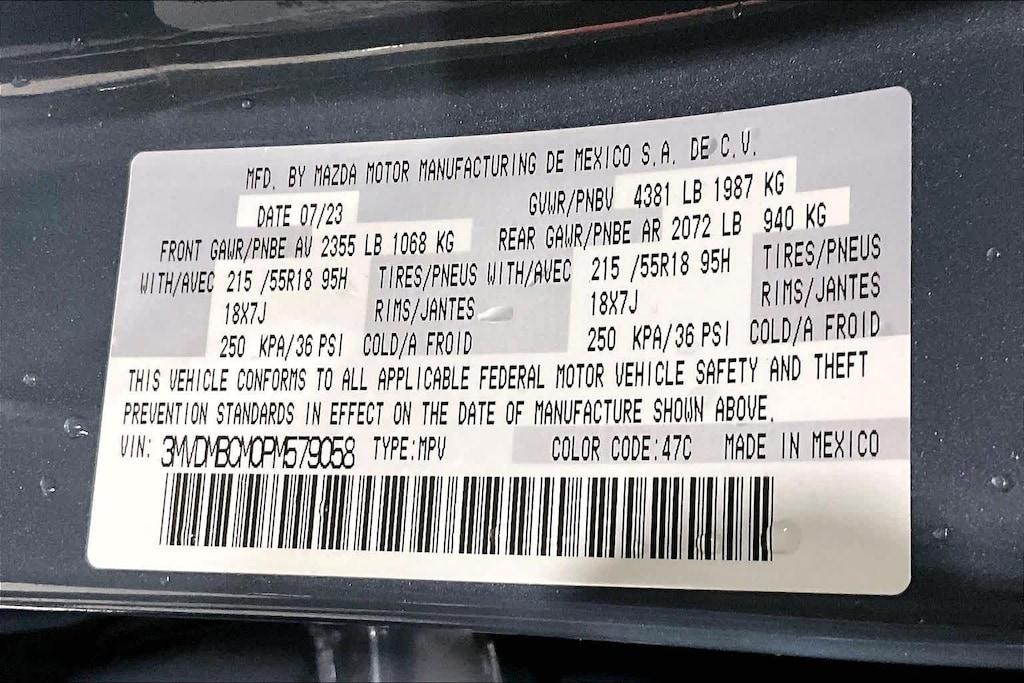 MFD. BY MAZDA MOTOR MANUFACTURING DE MEXICO S.A. DE C.V.
DATE 07/23 GVWR/PNBV 4381 LB 1987 KG
FRONT GAWR/PNBE AV 2355 LB 1068 KG REAR GAWR/PNBE AR 2072 LB 940 KG
WITH/AVEC 215 /55R18 95H TIRES/PNEUS WITH/AVEC 215 /55R18 95H TIRES/PNEUS
18X7J RIMS/JANTES 18X7J RIMS/JANTES
250 KPA/36 PSI COLD/A FROID 250 KPA/36 PSI COLD/A FROID
THIS VEHICLE CONFORMS TO ALL APPLICABLE FEDERAL MOTOR VEHICLE SAFETY AND THEFT
PREVENTION STANDARDS IN EFFECT ON THE DATE OF MANUFACTURE SHOWN ABOVE.
VIN: 3MVDMBCM0PM579058 TYPE:MPV COLOR CODE:47C MADE IN MEXICO